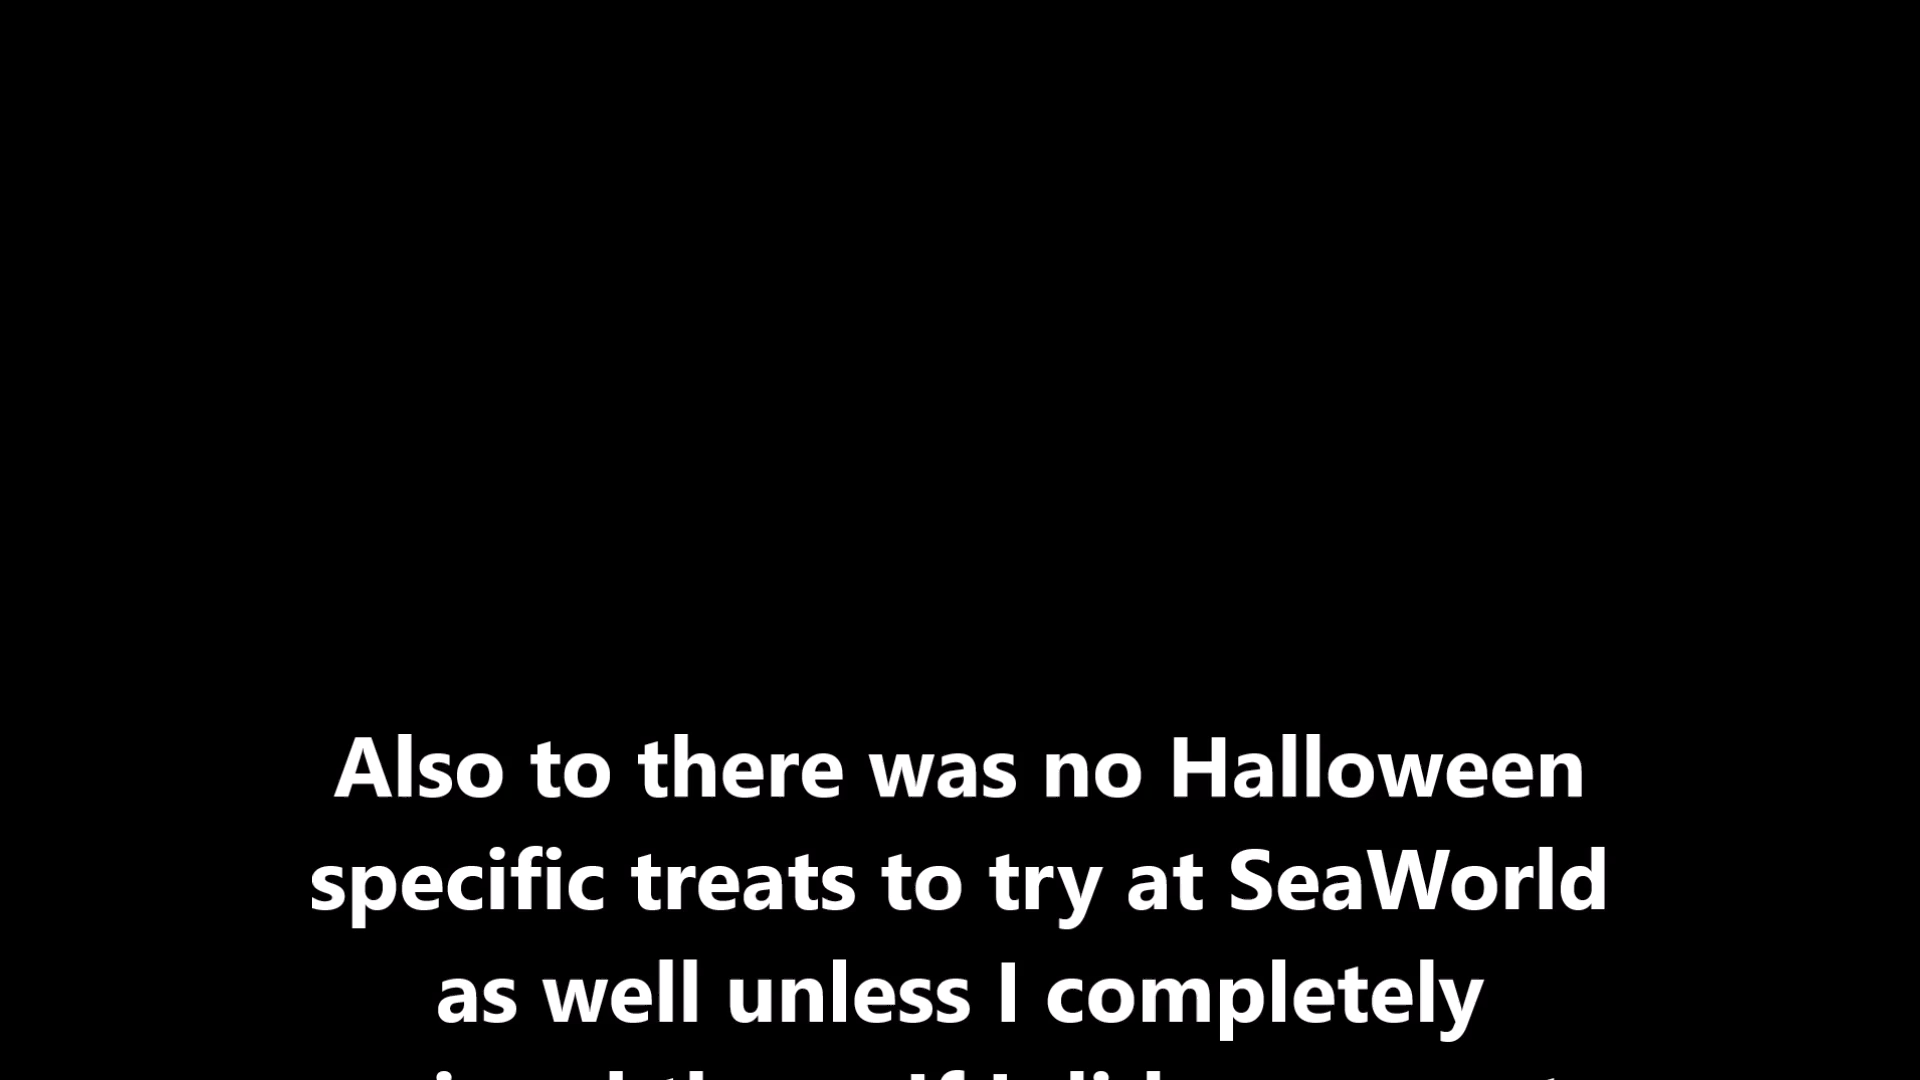 Also to there was no Halloween
specific treats to try at SeaWorld
as well unless I completely